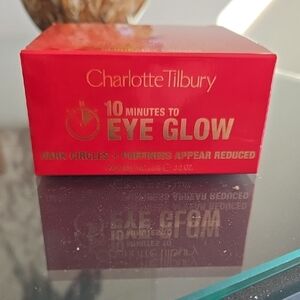 Charlotte Tilbury
10 MINUTES TO
EYE GLOW
DARK CIRCLES + PUFFINESS APPEAR REDUCED